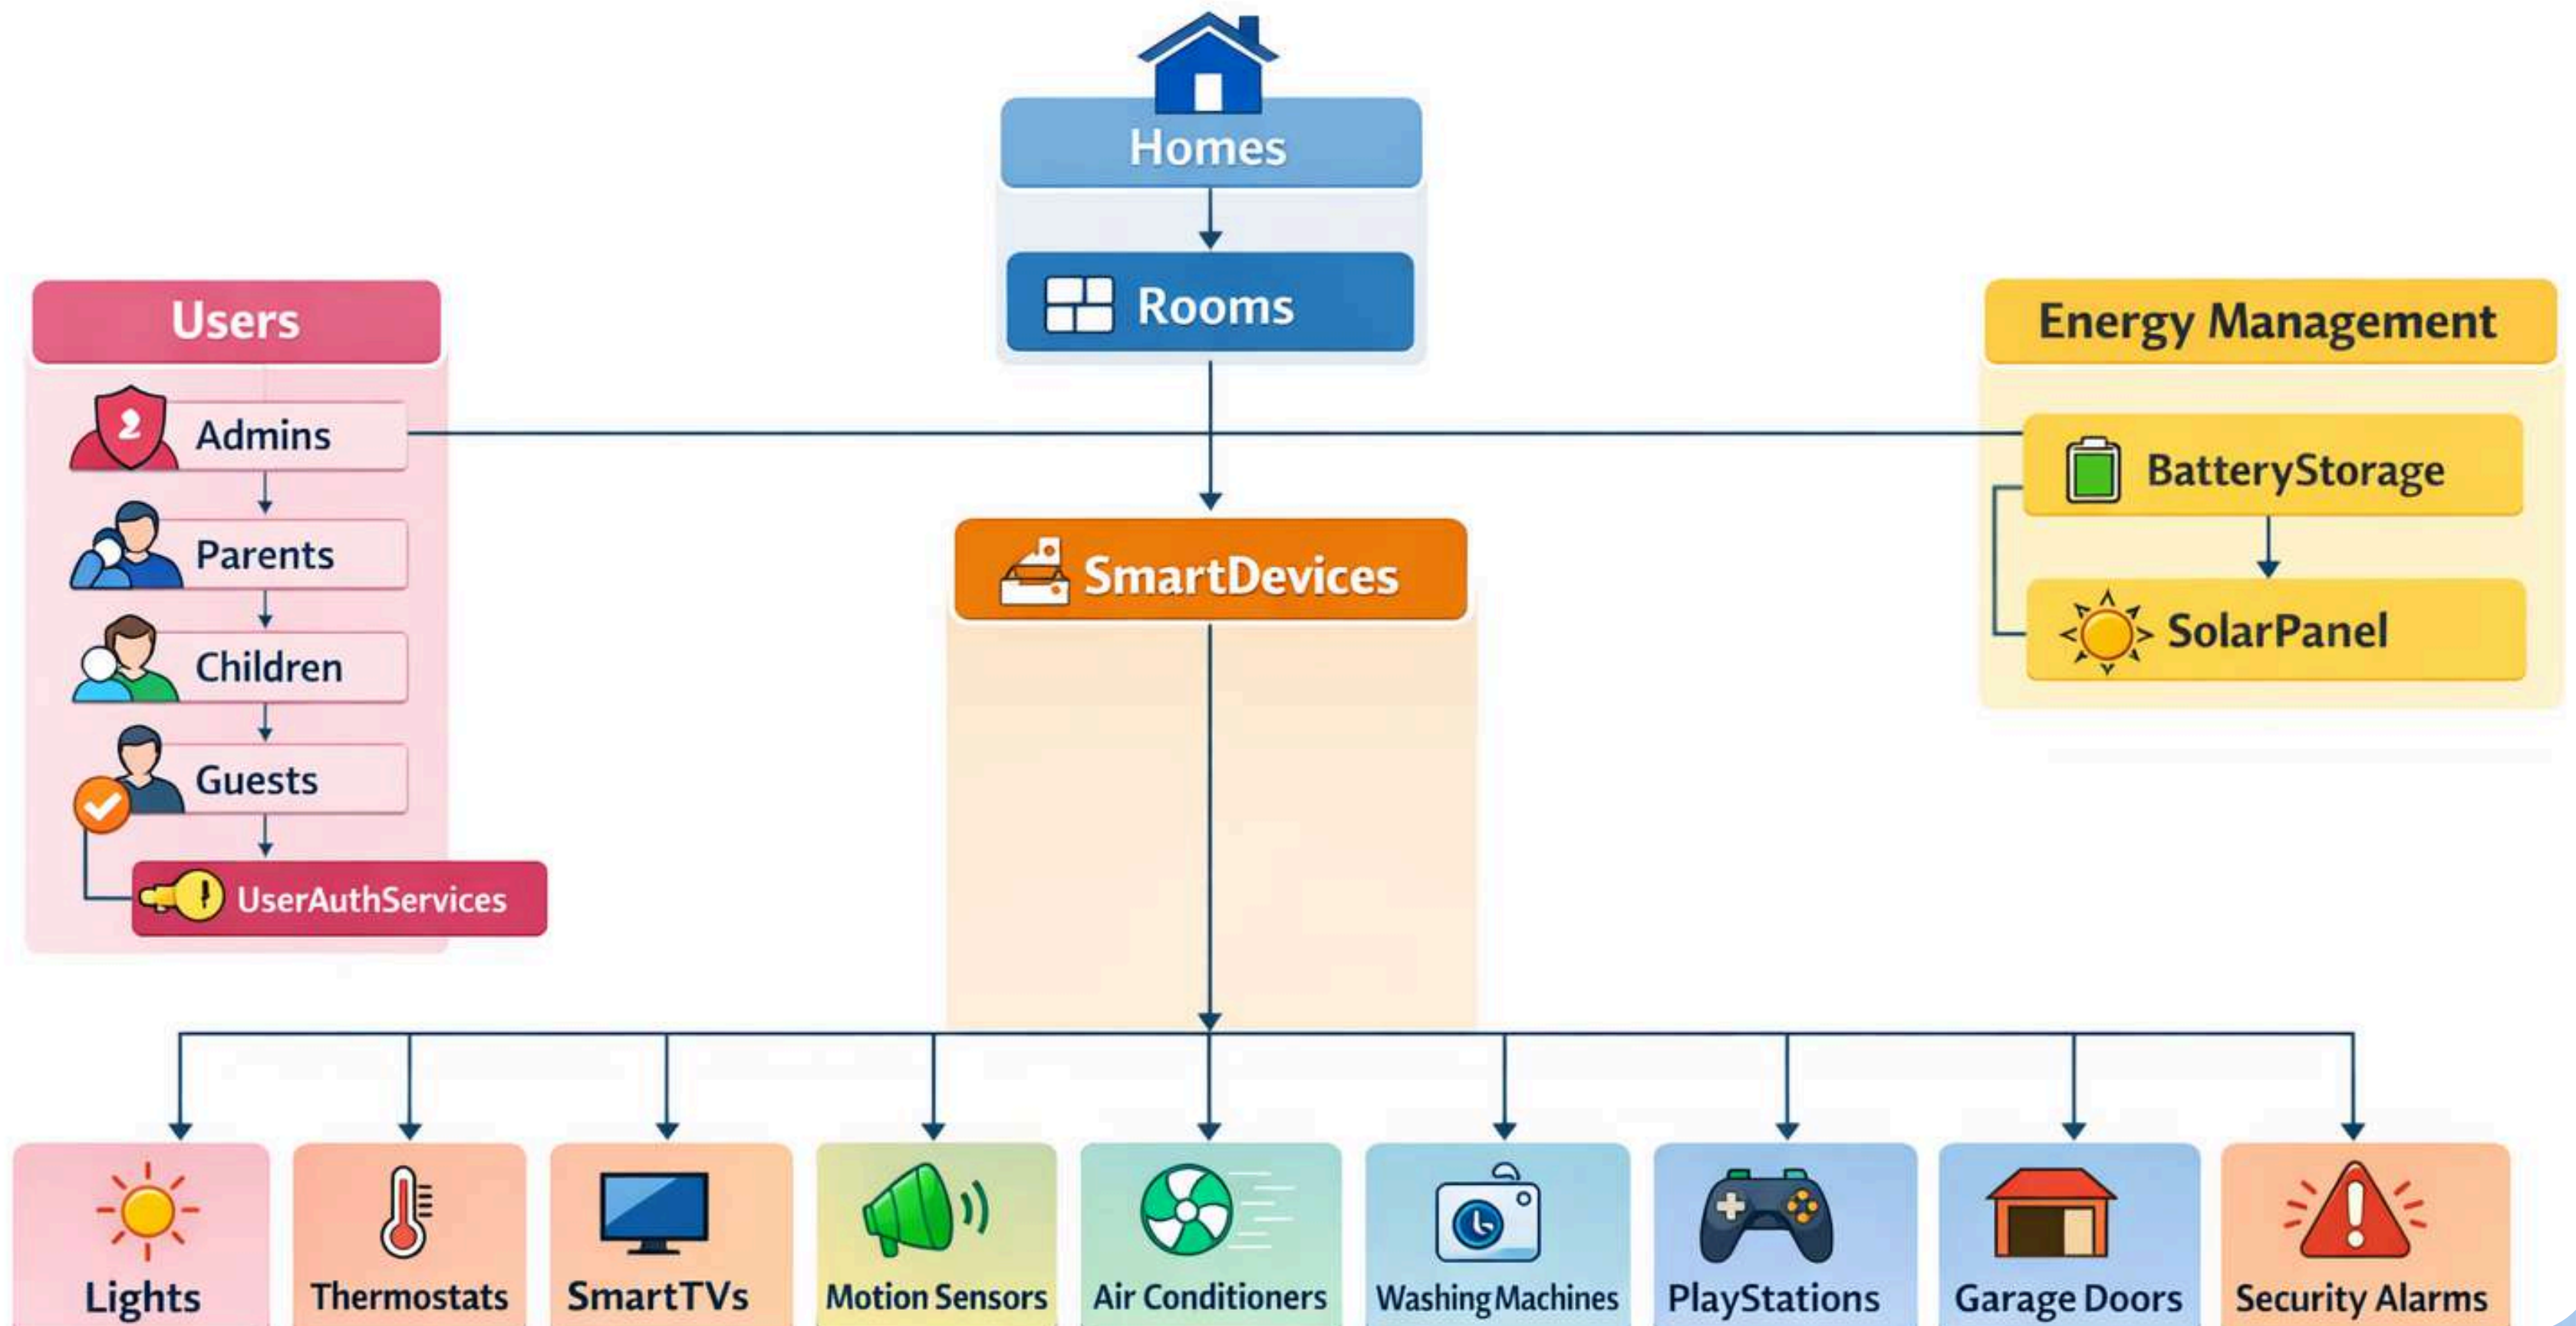 Homes
Rooms
Users
Admins
Parents
Children
Guests
UserAuthServices
Energy Management
BatteryStorage
SolarPanel
SmartDevices
Lights
Thermostats
SmartTVs
Motion Sensors
Air Conditioners
Washing Machines
PlayStations
Garage Doors
Security Alarms